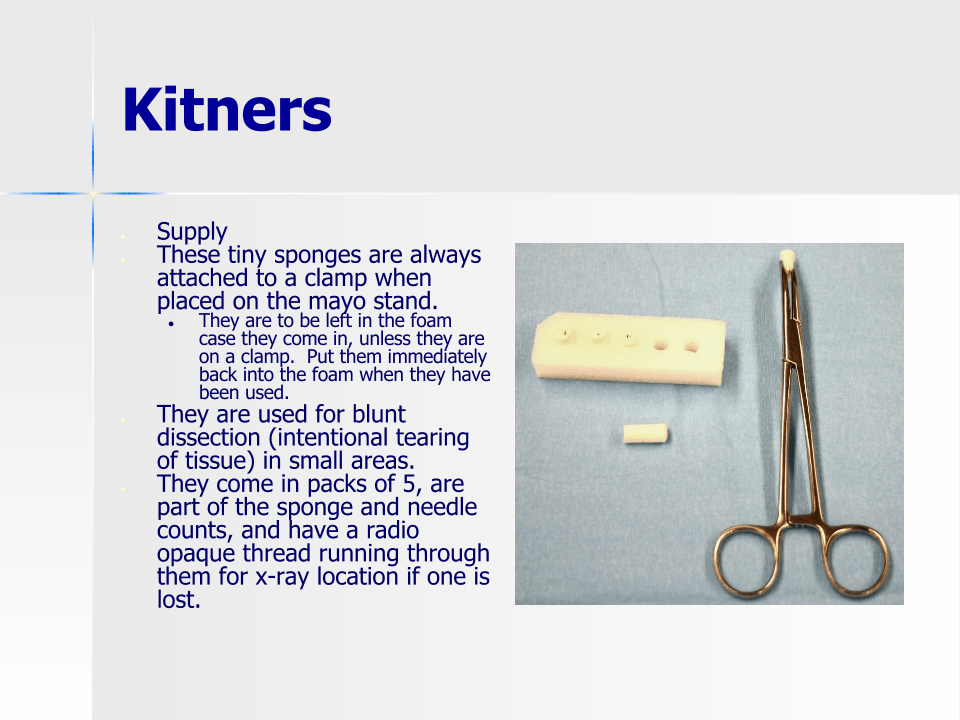 Kitners
Supply
These tiny sponges are always
attached to a clamp when
placed on the mayo stand.
They are to be left in the foam
case they come in, unless they are
on a clamp.  Put them immediately
back into the foam when they have
been used.
They are used for blunt
dissection (intentional tearing
of tissue) in small areas.
They come in packs of 5, are
part of the sponge and needle
counts, and have a radio
opaque thread running through
them for x-ray location if one is
lost.